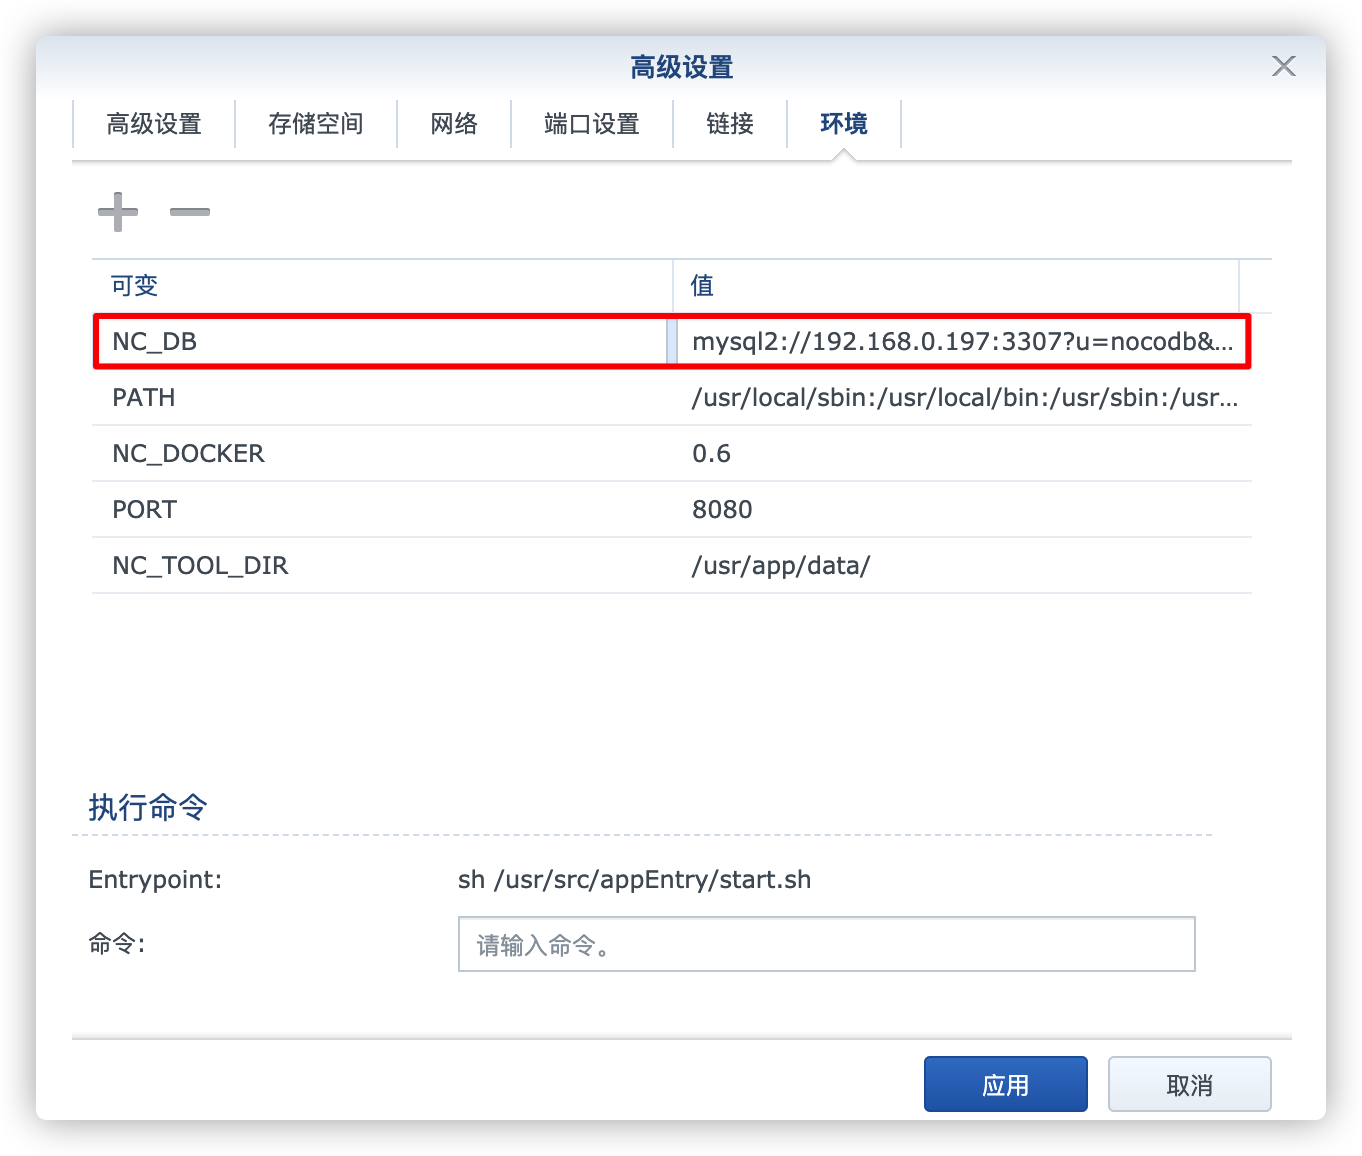 高级设置
高级设置 存储空间 网络 端口设置 链接 环境
可变 值
NC_DB mysql2://192.168.0.197:3307?u=nocodb&...
PATH /usr/local/sbin:/usr/local/bin:/usr/sbin:/usr...
NC_DOCKER 0.6
PORT 8080
NC_TOOL_DIR /usr/app/data/
执行命令
Entrypoint: sh /usr/src/appEntry/start.sh
命令: 请输入命令。
应用 取消